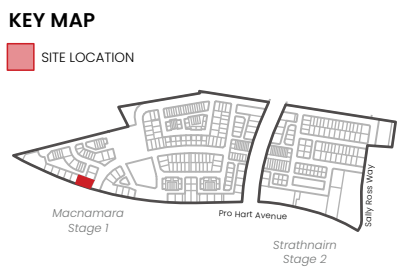 KEY MAP
SITE LOCATION
Macnamara
Stage 1
Pro Hart Avenue
Sally Ross Way
Strathnairn
Stage 2